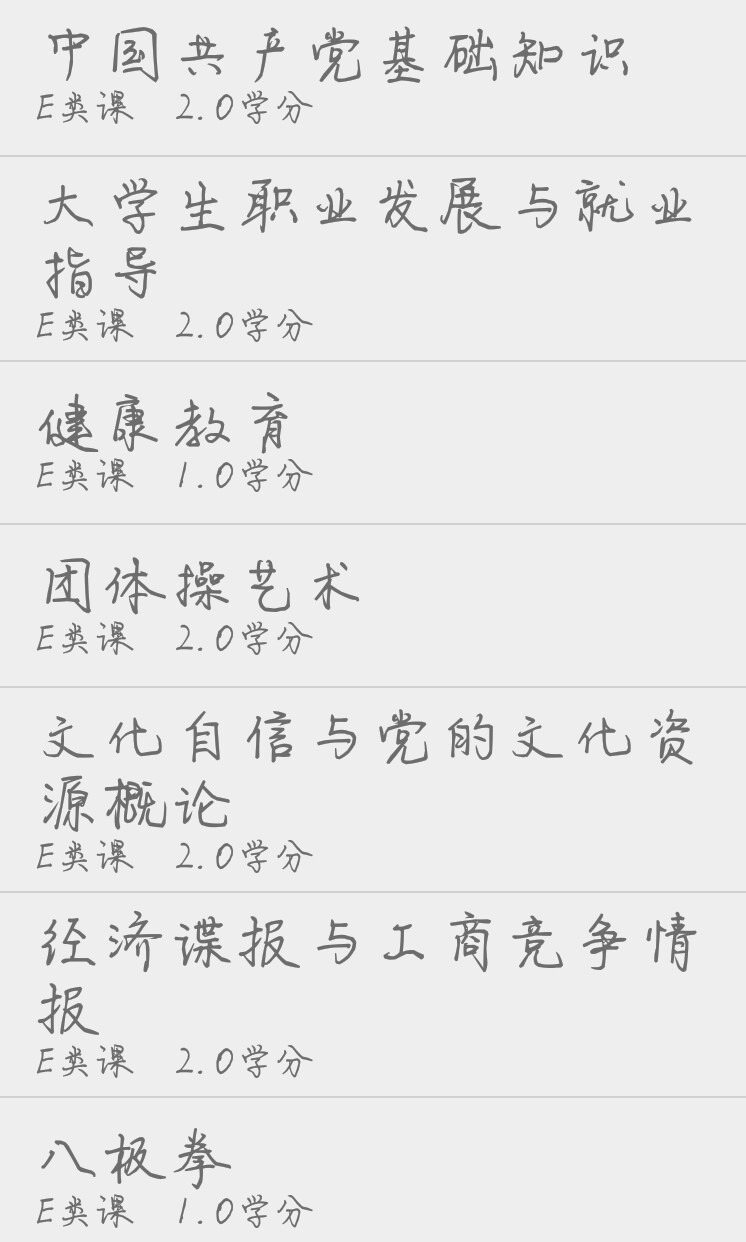 中国共产党基础知识
E类课 2.0学分
大学生职业发展与就业
指导
E类课 2.0学分
健康教育
E类课 1.0学分
团体操艺术
E类课 2.0学分
文化自信与党的文化资
源概论
E类课 2.0学分
经济谍报与工商竞争情
报
E类课 2.0学分
八极拳
E类课 1.0学分